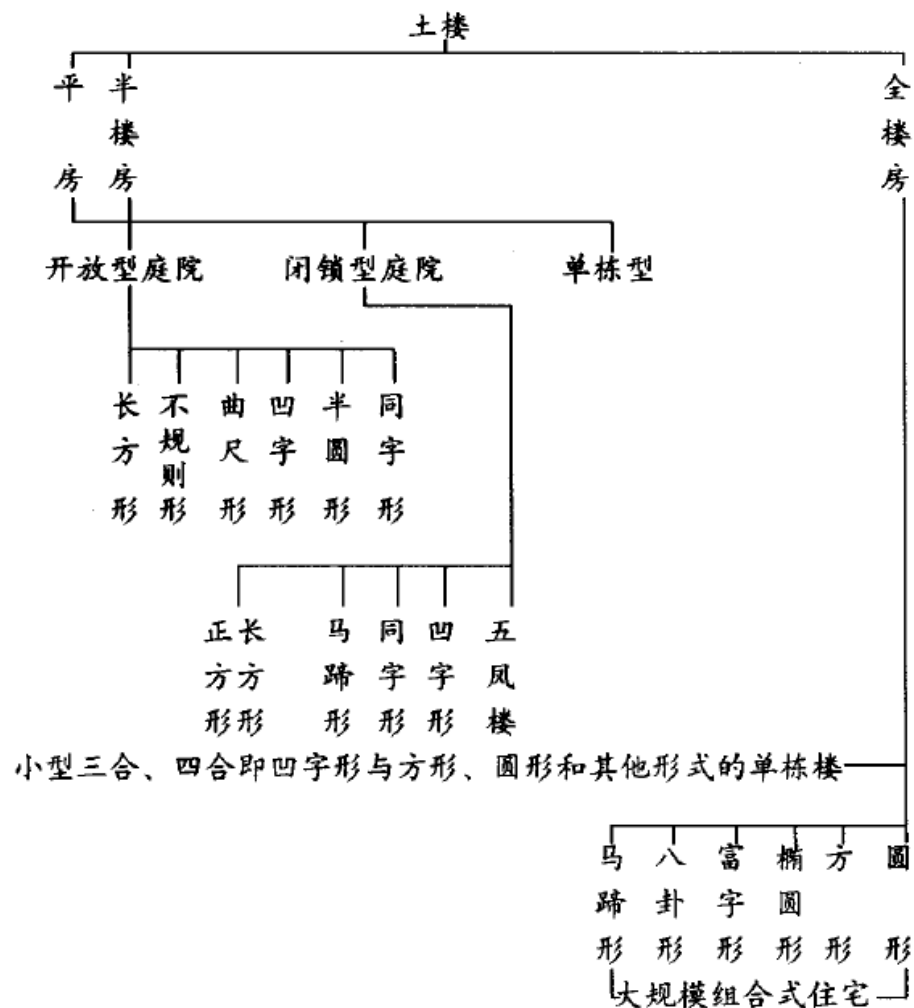 土楼
平房
半楼房
全楼房
开放型庭院
闭锁型庭院
单栋型
长方形
不规则形
曲尺形
凹字形
半圆形
同字形
正方形
长方形
马蹄形
同字形
凹字形
五凤楼
小型三合、四合即凹字形与方形、圆形和其他形式的单栋楼
马蹄形
八卦形
富字形
椭圆形
方形
圆形
大规模组合式住宅